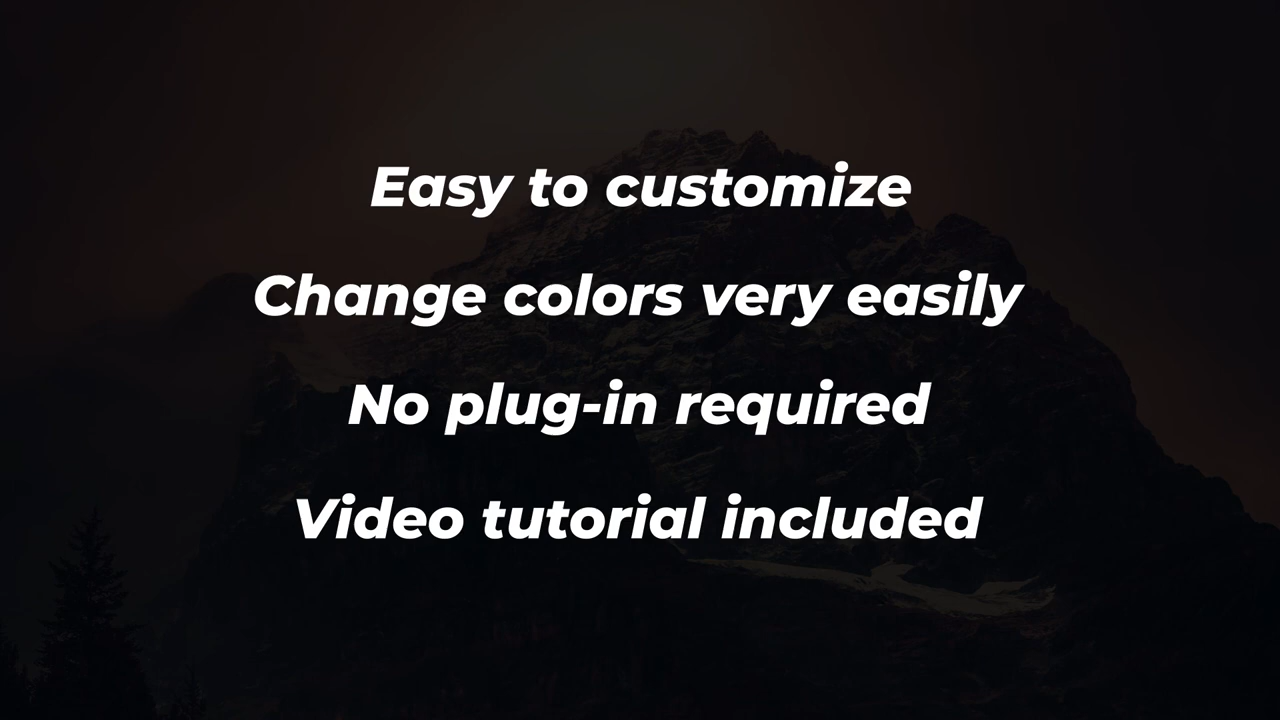 Easy to customize
Change colors very easily
No plug-in required
Video tutorial included